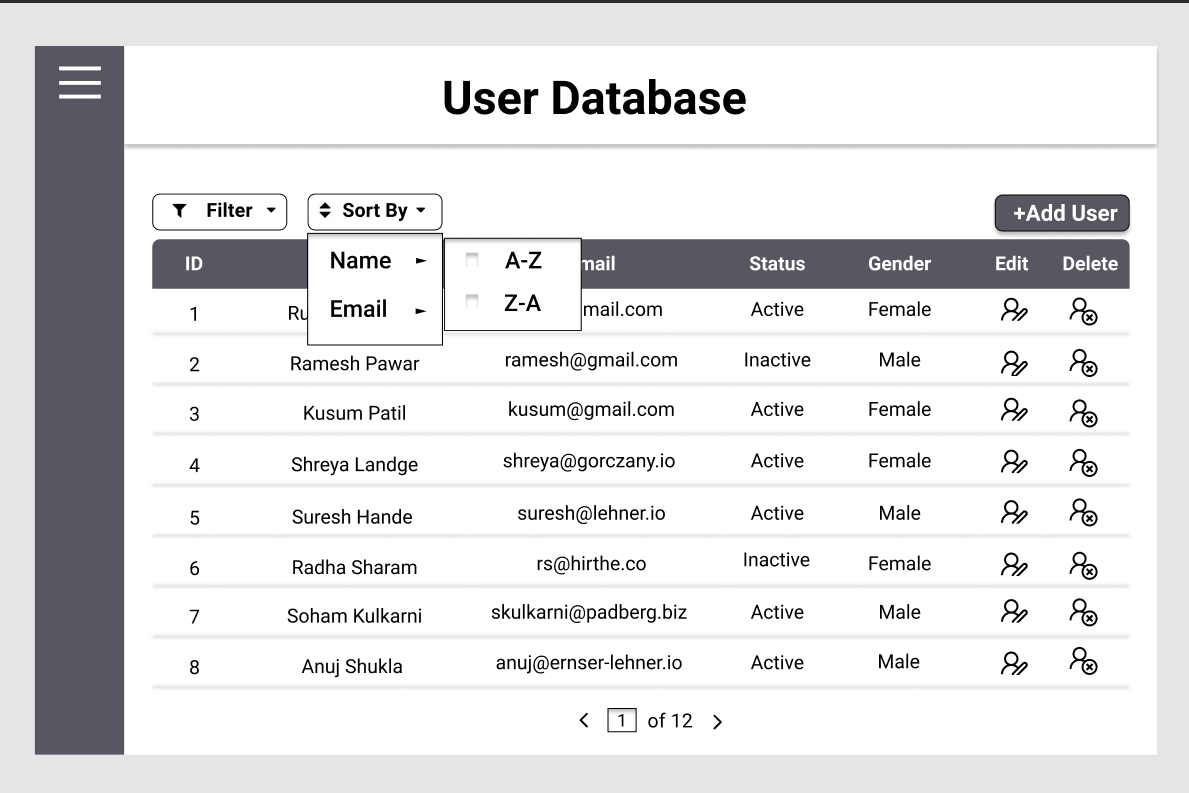 User Database
Filter Sort By +Add User
ID mail Status Gender Edit Delete
Name A-Z
Email Z-A
1 Ru mail.com Active Female
2 Ramesh Pawar ramesh@gmail.com Inactive Male
3 Kusum Patil kusum@gmail.com Active Female
4 Shreya Landge shreya@gorczany.io Active Female
5 Suresh Hande suresh@lehner.io Active Male
6 Radha Sharam rs@hirthe.co Inactive Female
7 Soham Kulkarni skulkarni@padberg.biz Active Male
8 Anuj Shukla anuj@ernser-lehner.io Active Male
< 1 of 12 >